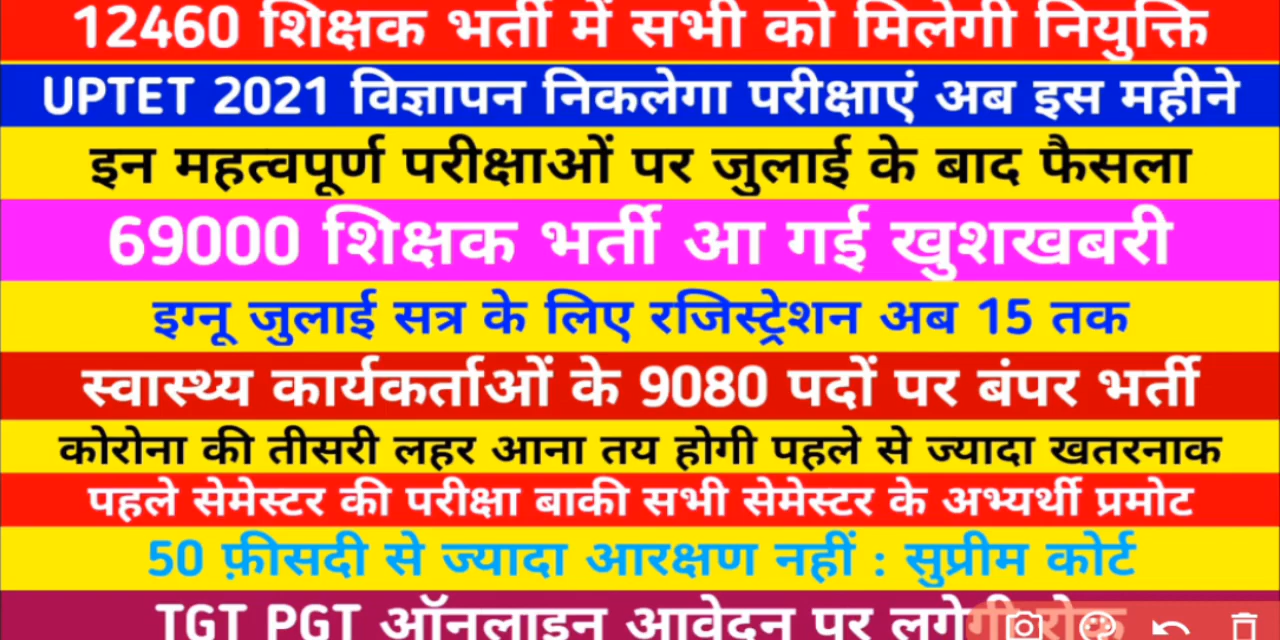 12460 शिक्षक भर्ती में सभी को मिलेगी नियुक्ति
UPTET 2021 विज्ञापन निकलेगा परीक्षाएं अब इस महीने
इन महत्वपूर्ण परीक्षाओं पर जुलाई के बाद फैसला
69000 शिक्षक भर्ती आ गई खुशखबरी
इग्नू जुलाई सत्र के लिए रजिस्ट्रेशन अब 15 तक
स्वास्थ्य कार्यकर्ताओं के 9080 पदों पर बंपर भर्ती
कोरोना की तीसरी लहर आना तय होगी पहले से ज्यादा खतरनाक
पहले सेमेस्टर की परीक्षा बाकी सभी सेमेस्टर के अभ्यर्थी प्रमोट
50 फ़ीसदी से ज्यादा आरक्षण नहीं : सुप्रीम कोर्ट
TGT PGT ऑनलाइन आवेदन पर लगेगी रोक